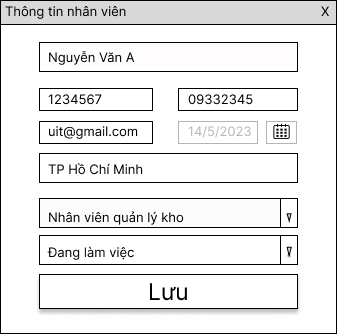 Thông tin nhân viên X
Nguyễn Văn A
1234567 09332345
uit@gmail.com 14/5/2023
TP Hồ Chí Minh
Nhân viên quản lý kho
Đang làm việc
Lưu